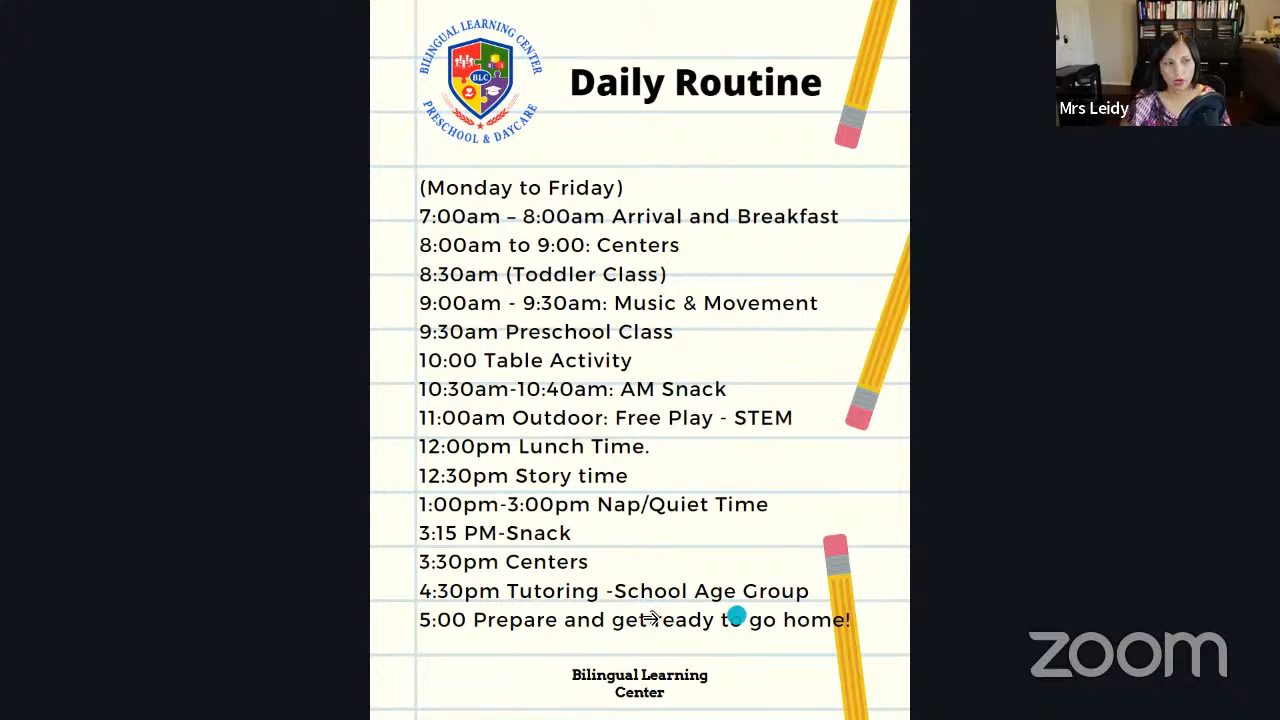 BILINGUAL LEARNING CENTER
BLC
PRESCHOOL & DAYCARE
Daily Routine
Mrs Leidy
(Monday to Friday)
7:00am – 8:00am Arrival and Breakfast
8:00am to 9:00: Centers
8:30am (Toddler Class)
9:00am - 9:30am: Music & Movement
9:30am Preschool Class
10:00 Table Activity
10:30am-10:40am: AM Snack
11:00am Outdoor: Free Play - STEM
12:00pm Lunch Time.
12:30pm Story time
1:00pm-3:00pm Nap/Quiet Time
3:15 PM-Snack
3:30pm Centers
4:30pm Tutoring -School Age Group
5:00 Prepare and get ready to go home!
Bilingual Learning
Center
zoom